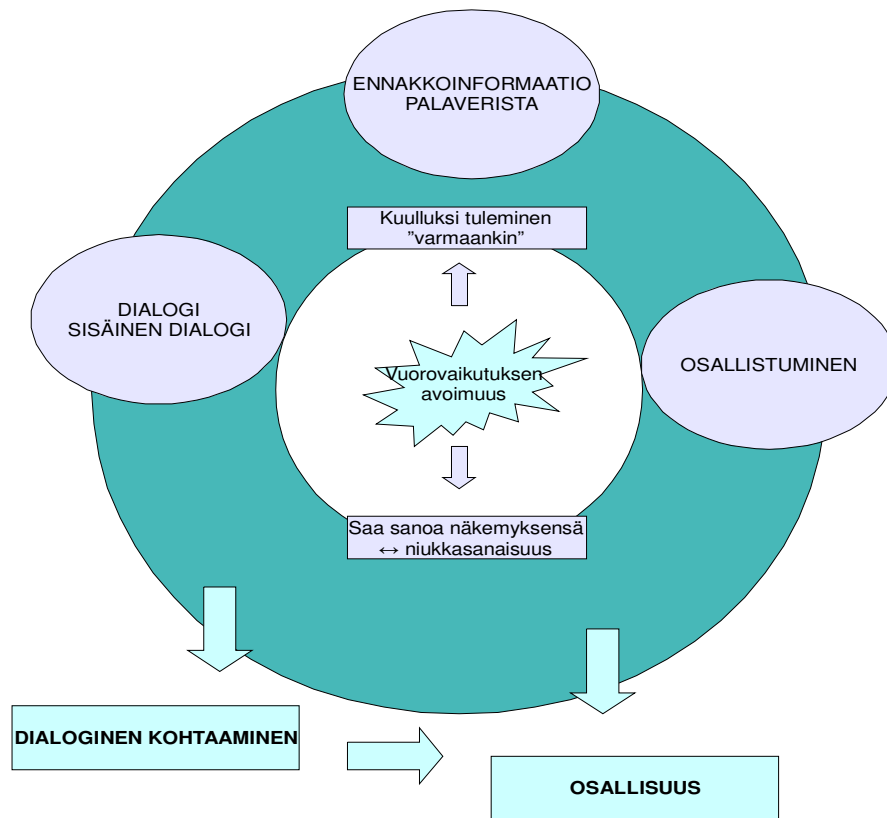 ENNAKKOINFORMAATIO
PALAVERISTA
Kuulluksi tuleminen
”varmaankin”
DIALOGI
SISÄINEN DIALOGI
Vuorovaikutuksen
avoimuus
OSALLISTUMINEN
Saa sanoa näkemyksensä
↔ niukkasanaisuus
DIALOGINEN KOHTAAMINEN
OSALLISUUS